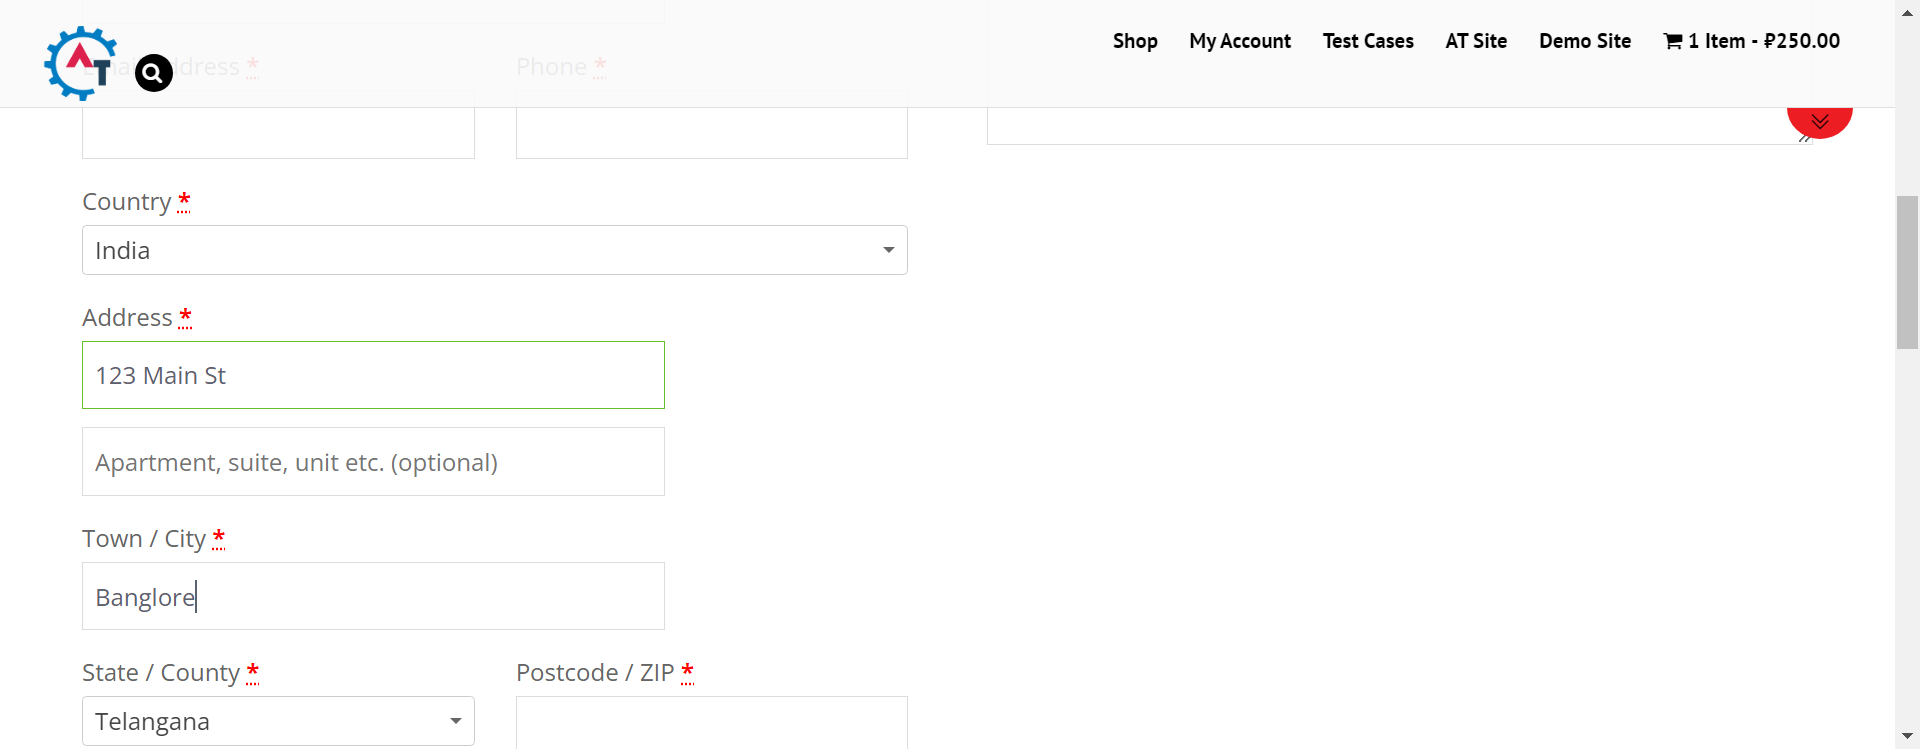 Shop My Account Test Cases AT Site Demo Site 1 Item - ₽250.00
AT
Email Address * Phone *
Country *
India
Address *
123 Main St
Apartment, suite, unit etc. (optional)
Town / City *
Banglore
State / County * Postcode / ZIP *
Telangana